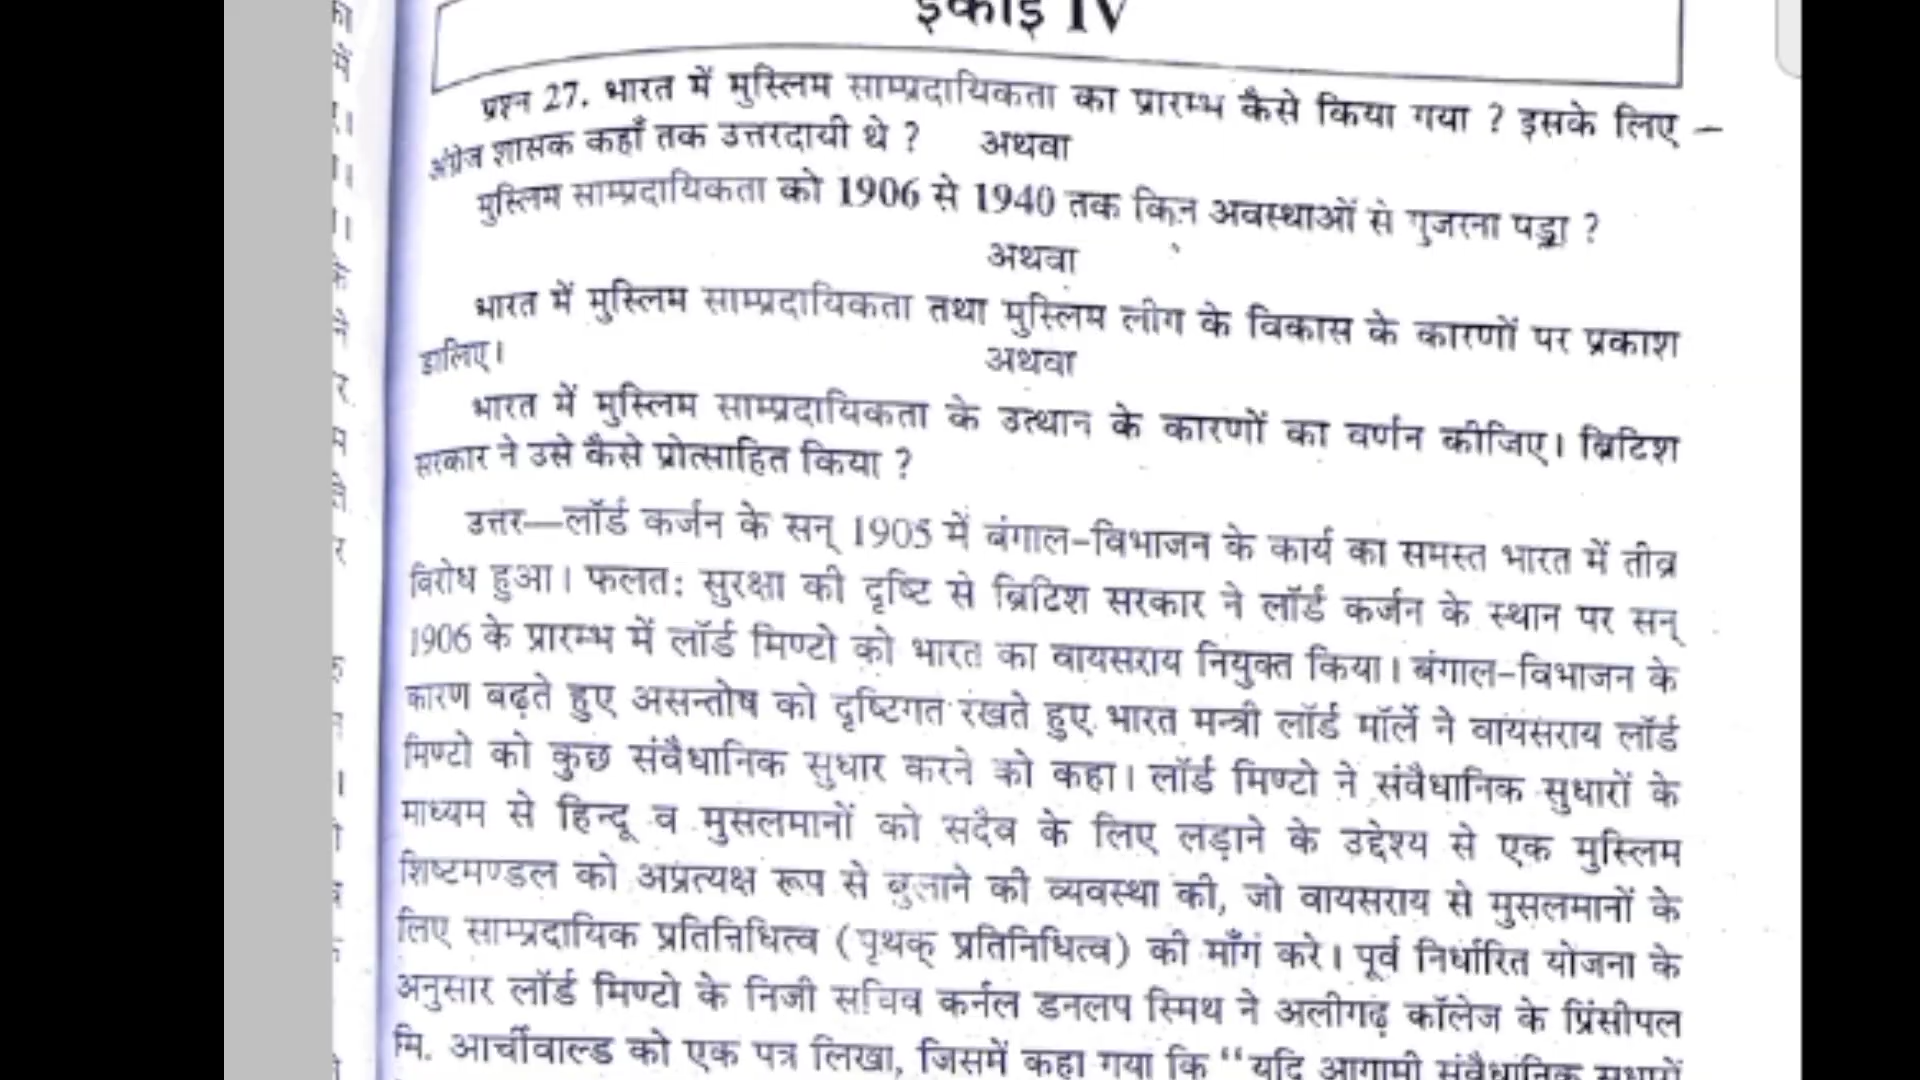 इकाई IV
प्रश्न 27. भारत में मुस्लिम साम्प्रदायिकता का प्रारम्भ कैसे किया गया ? इसके लिए –
अंग्रेज शासक कहाँ तक उत्तरदायी थे ? अथवा
मुस्लिम साम्प्रदायिकता को 1906 से 1940 तक किन अवस्थाओं से गुजरना पड़ा ?
अथवा
भारत में मुस्लिम साम्प्रदायिकता तथा मुस्लिम लीग के विकास के कारणों पर प्रकाश
डालिए। अथवा
भारत में मुस्लिम साम्प्रदायिकता के उत्थान के कारणों का वर्णन कीजिए। ब्रिटिश
सरकार ने उसे कैसे प्रोत्साहित किया ?
उत्तर—लॉर्ड कर्जन के सन् 1905 में बंगाल-विभाजन के कार्य का समस्त भारत में तीव्र
विरोध हुआ। फलतः सुरक्षा की दृष्टि से ब्रिटिश सरकार ने लॉर्ड कर्जन के स्थान पर सन्
1906 के प्रारम्भ में लॉर्ड मिण्टो को भारत का वायसराय नियुक्त किया। बंगाल-विभाजन के
कारण बढ़ते हुए असन्तोष को दृष्टिगत रखते हुए भारत मन्त्री लॉर्ड मॉर्ले ने वायसराय लॉर्ड
मिण्टो को कुछ संवैधानिक सुधार करने को कहा। लॉर्ड मिण्टो ने संवैधानिक सुधारों के
माध्यम से हिन्दू व मुसलमानों को सदैव के लिए लड़ाने के उद्देश्य से एक मुस्लिम
शिष्टमण्डल को अप्रत्यक्ष रूप से बुलाने की व्यवस्था की, जो वायसराय से मुसलमानों के
लिए साम्प्रदायिक प्रतिनिधित्व (पृथक् प्रतिनिधित्व) की माँग करे। पूर्व निर्धारित योजना के
अनुसार लॉर्ड मिण्टो के निजी सचिव कर्नल डनलप स्मिथ ने अलीगढ़ कॉलेज के प्रिंसीपल
मि. आर्चीवाल्ड को एक पत्र लिखा, जिसमें कहा गया कि “यदि आगामी संवैधानिक सुधारों